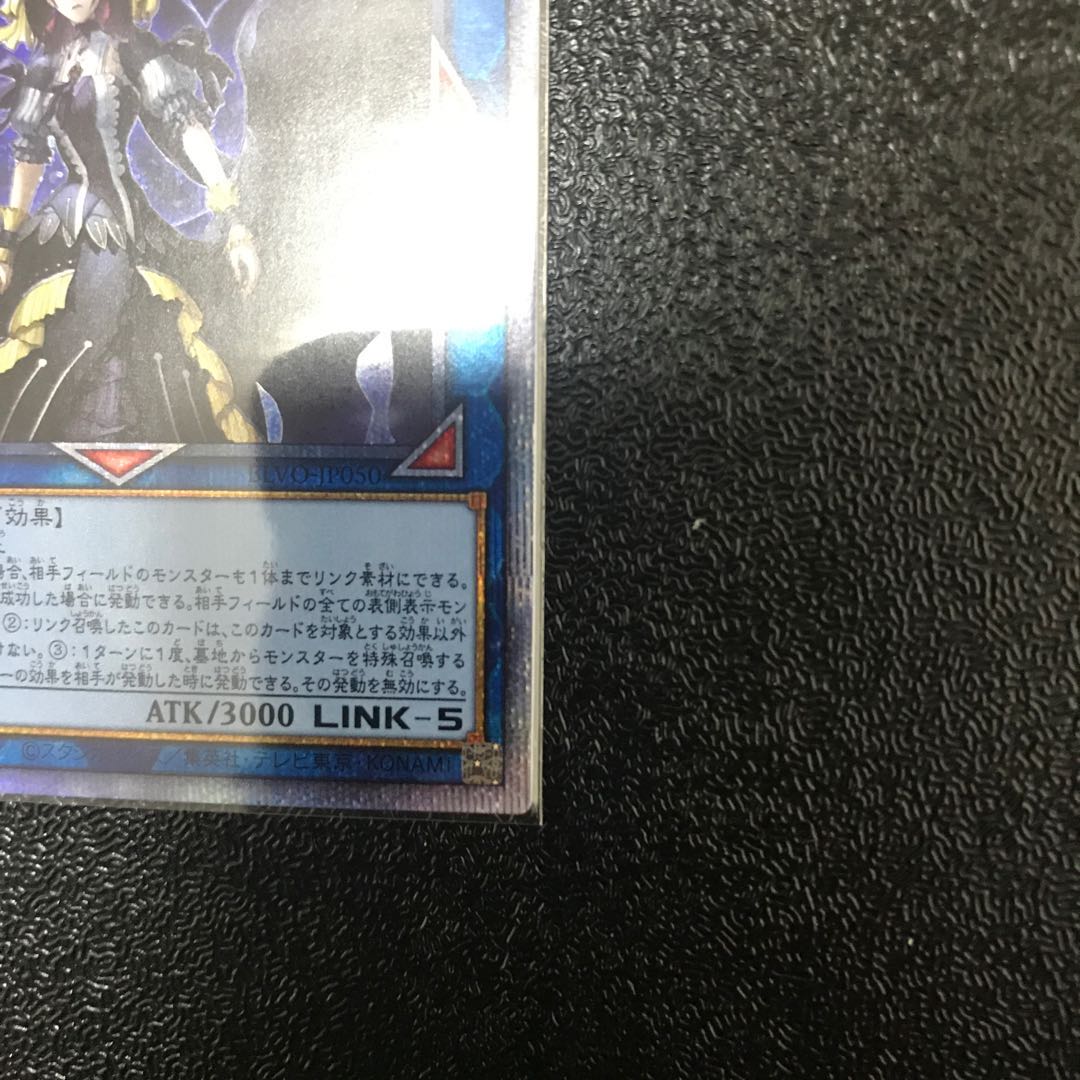 BLVO-JP050
効果】
場合、相手フィールドのモンスターも1体までリンク素材にできる。
成功した場合に発動できる。相手フィールドの全ての表側表示モン
②:リンク召喚したこのカードは、このカードを対象とする効果以外
けない。③:1ターンに1度、墓地からモンスターを特殊召喚する
ーの効果を相手が発動した時に発動できる。その発動を無効にする。
ATK/3000 LINK-5
©スタン /集英社・テレビ東京・KONAMI